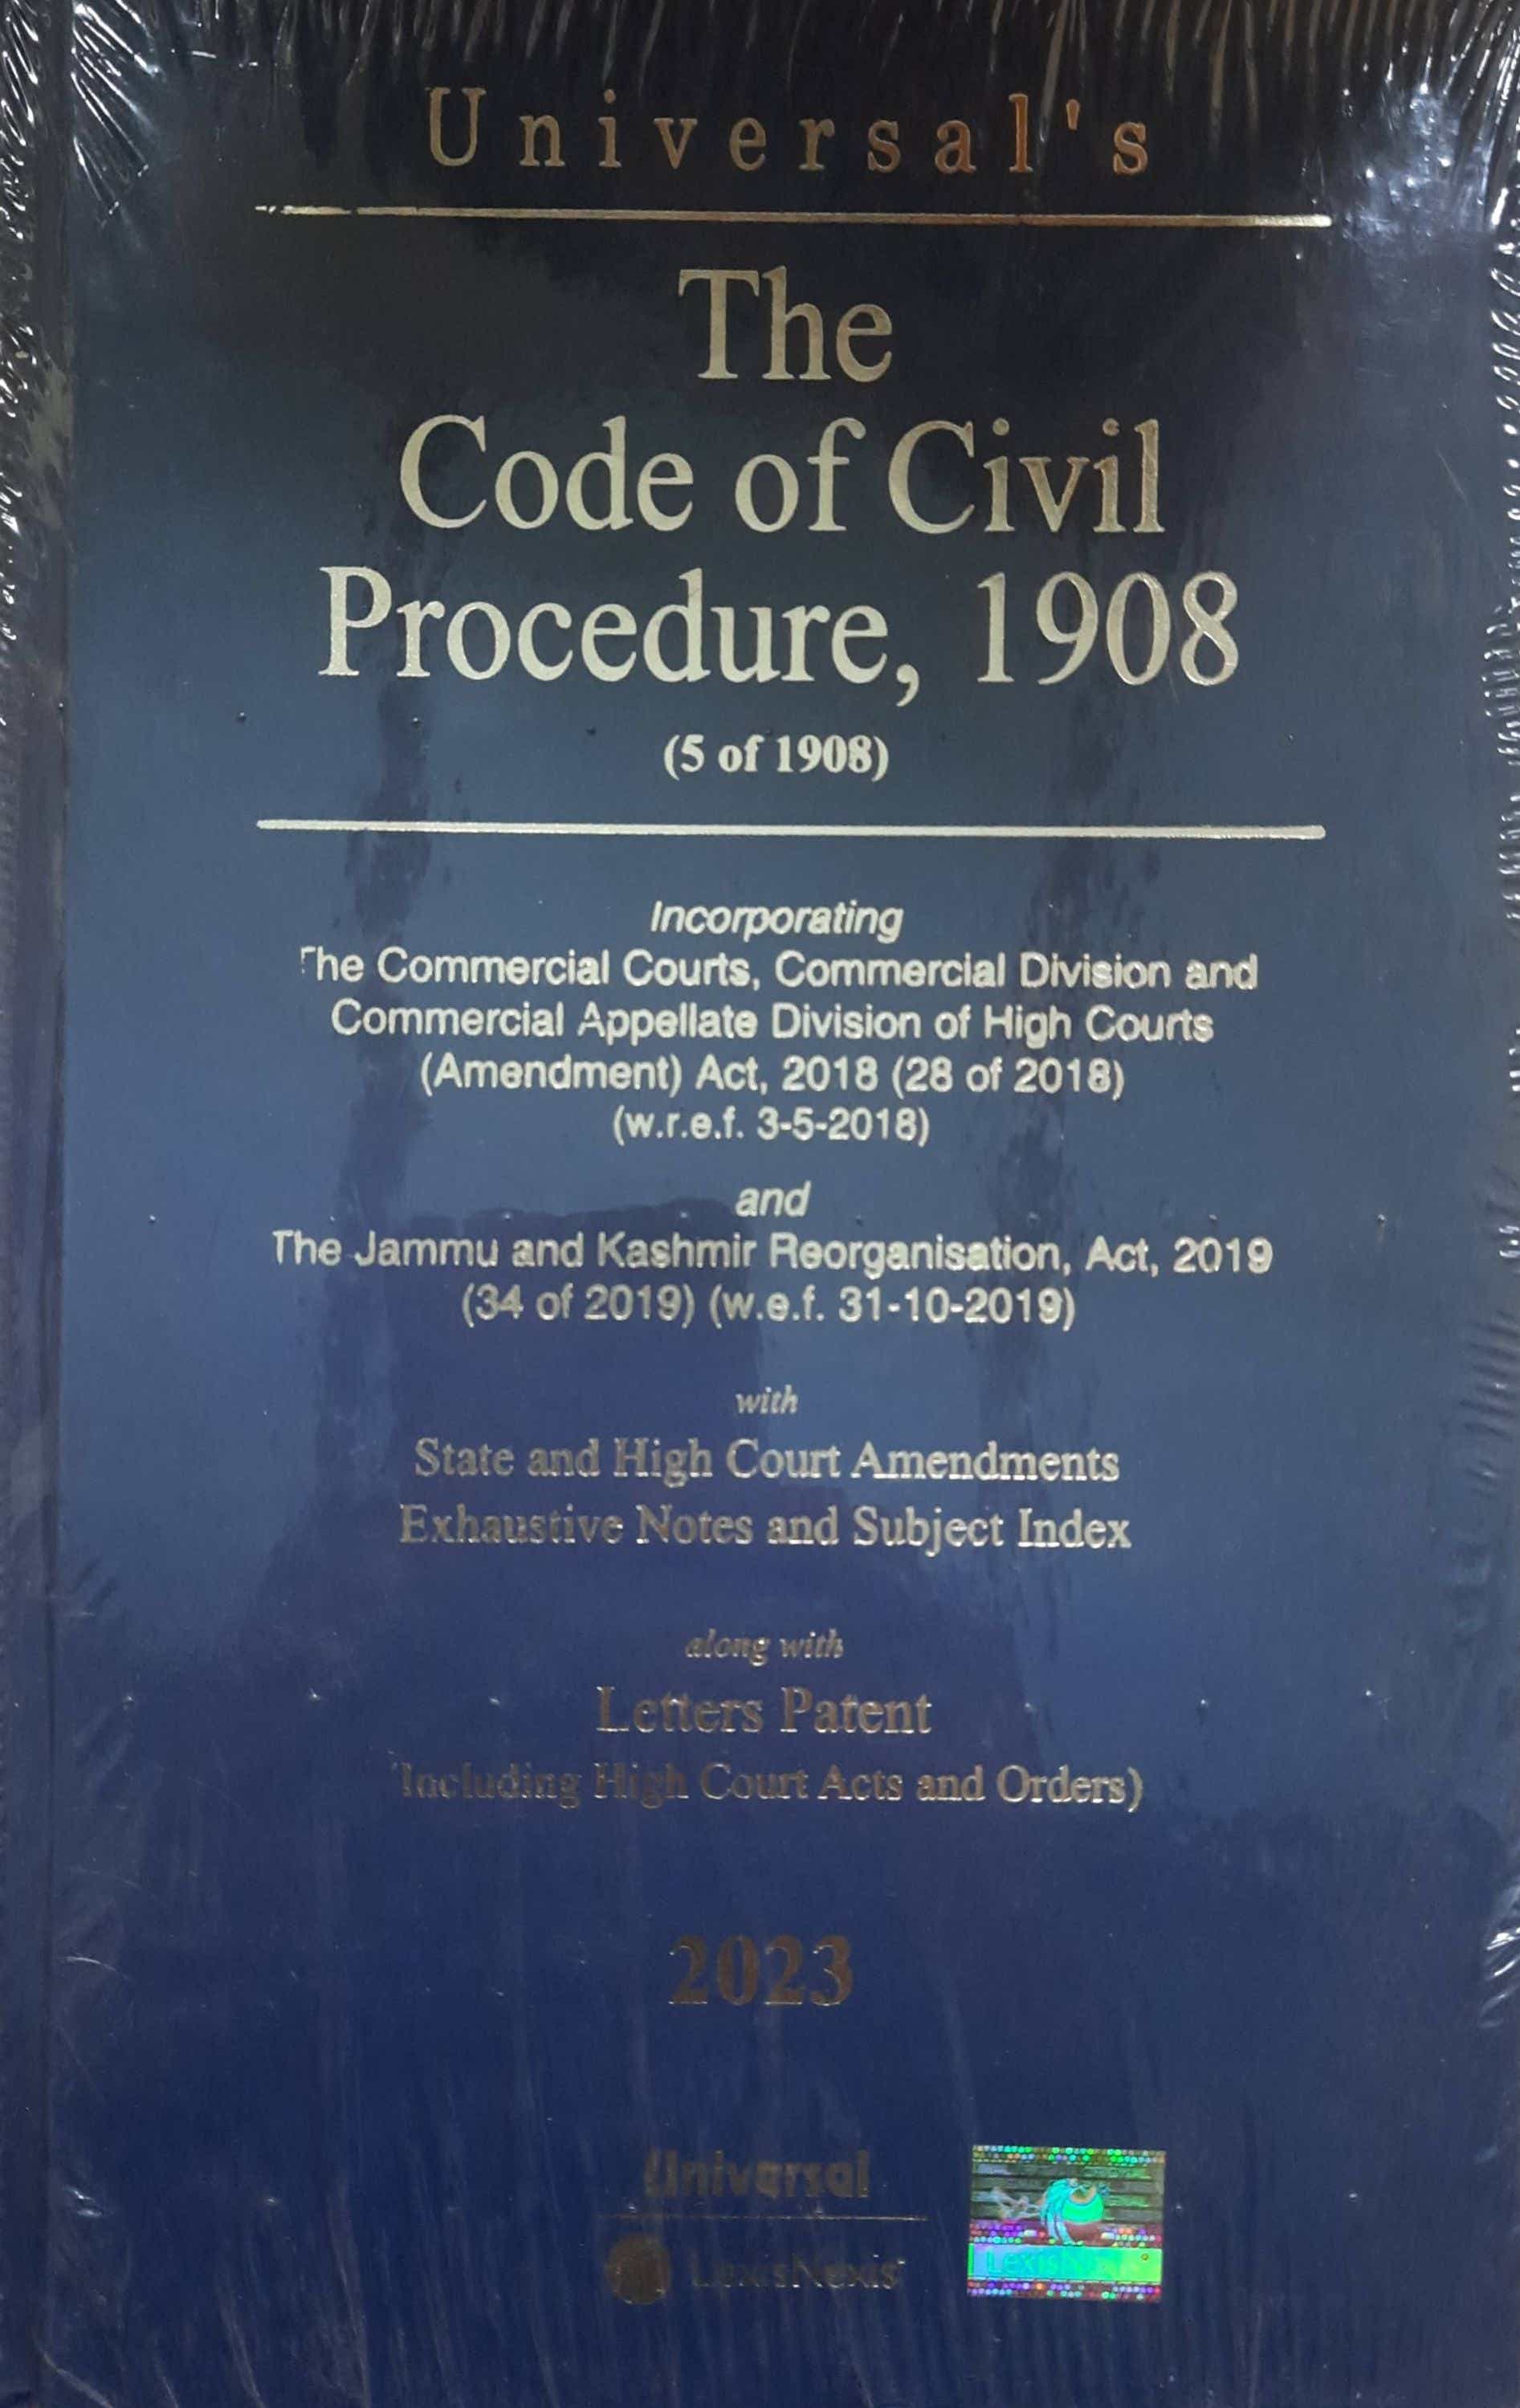 Universal's
The
Code of Civil
Procedure, 1908
(5 of 1908)
Incorporating
The Commercial Courts, Commercial Division and
Commercial Appellate Division of High Courts
(Amendment) Act, 2018 (28 of 2018)
(w.r.e.f. 3-5-2018)
and
The Jammu and Kashmir Reorganisation, Act, 2019
(34 of 2019) (w.e.f. 31-10-2019)
with
State and High Court Amendments
Exhaustive Notes and Subject Index
along with
Letters Patent
(Including High Court Acts and Orders)
2023
Universal
LexisNexis
LexisNexis